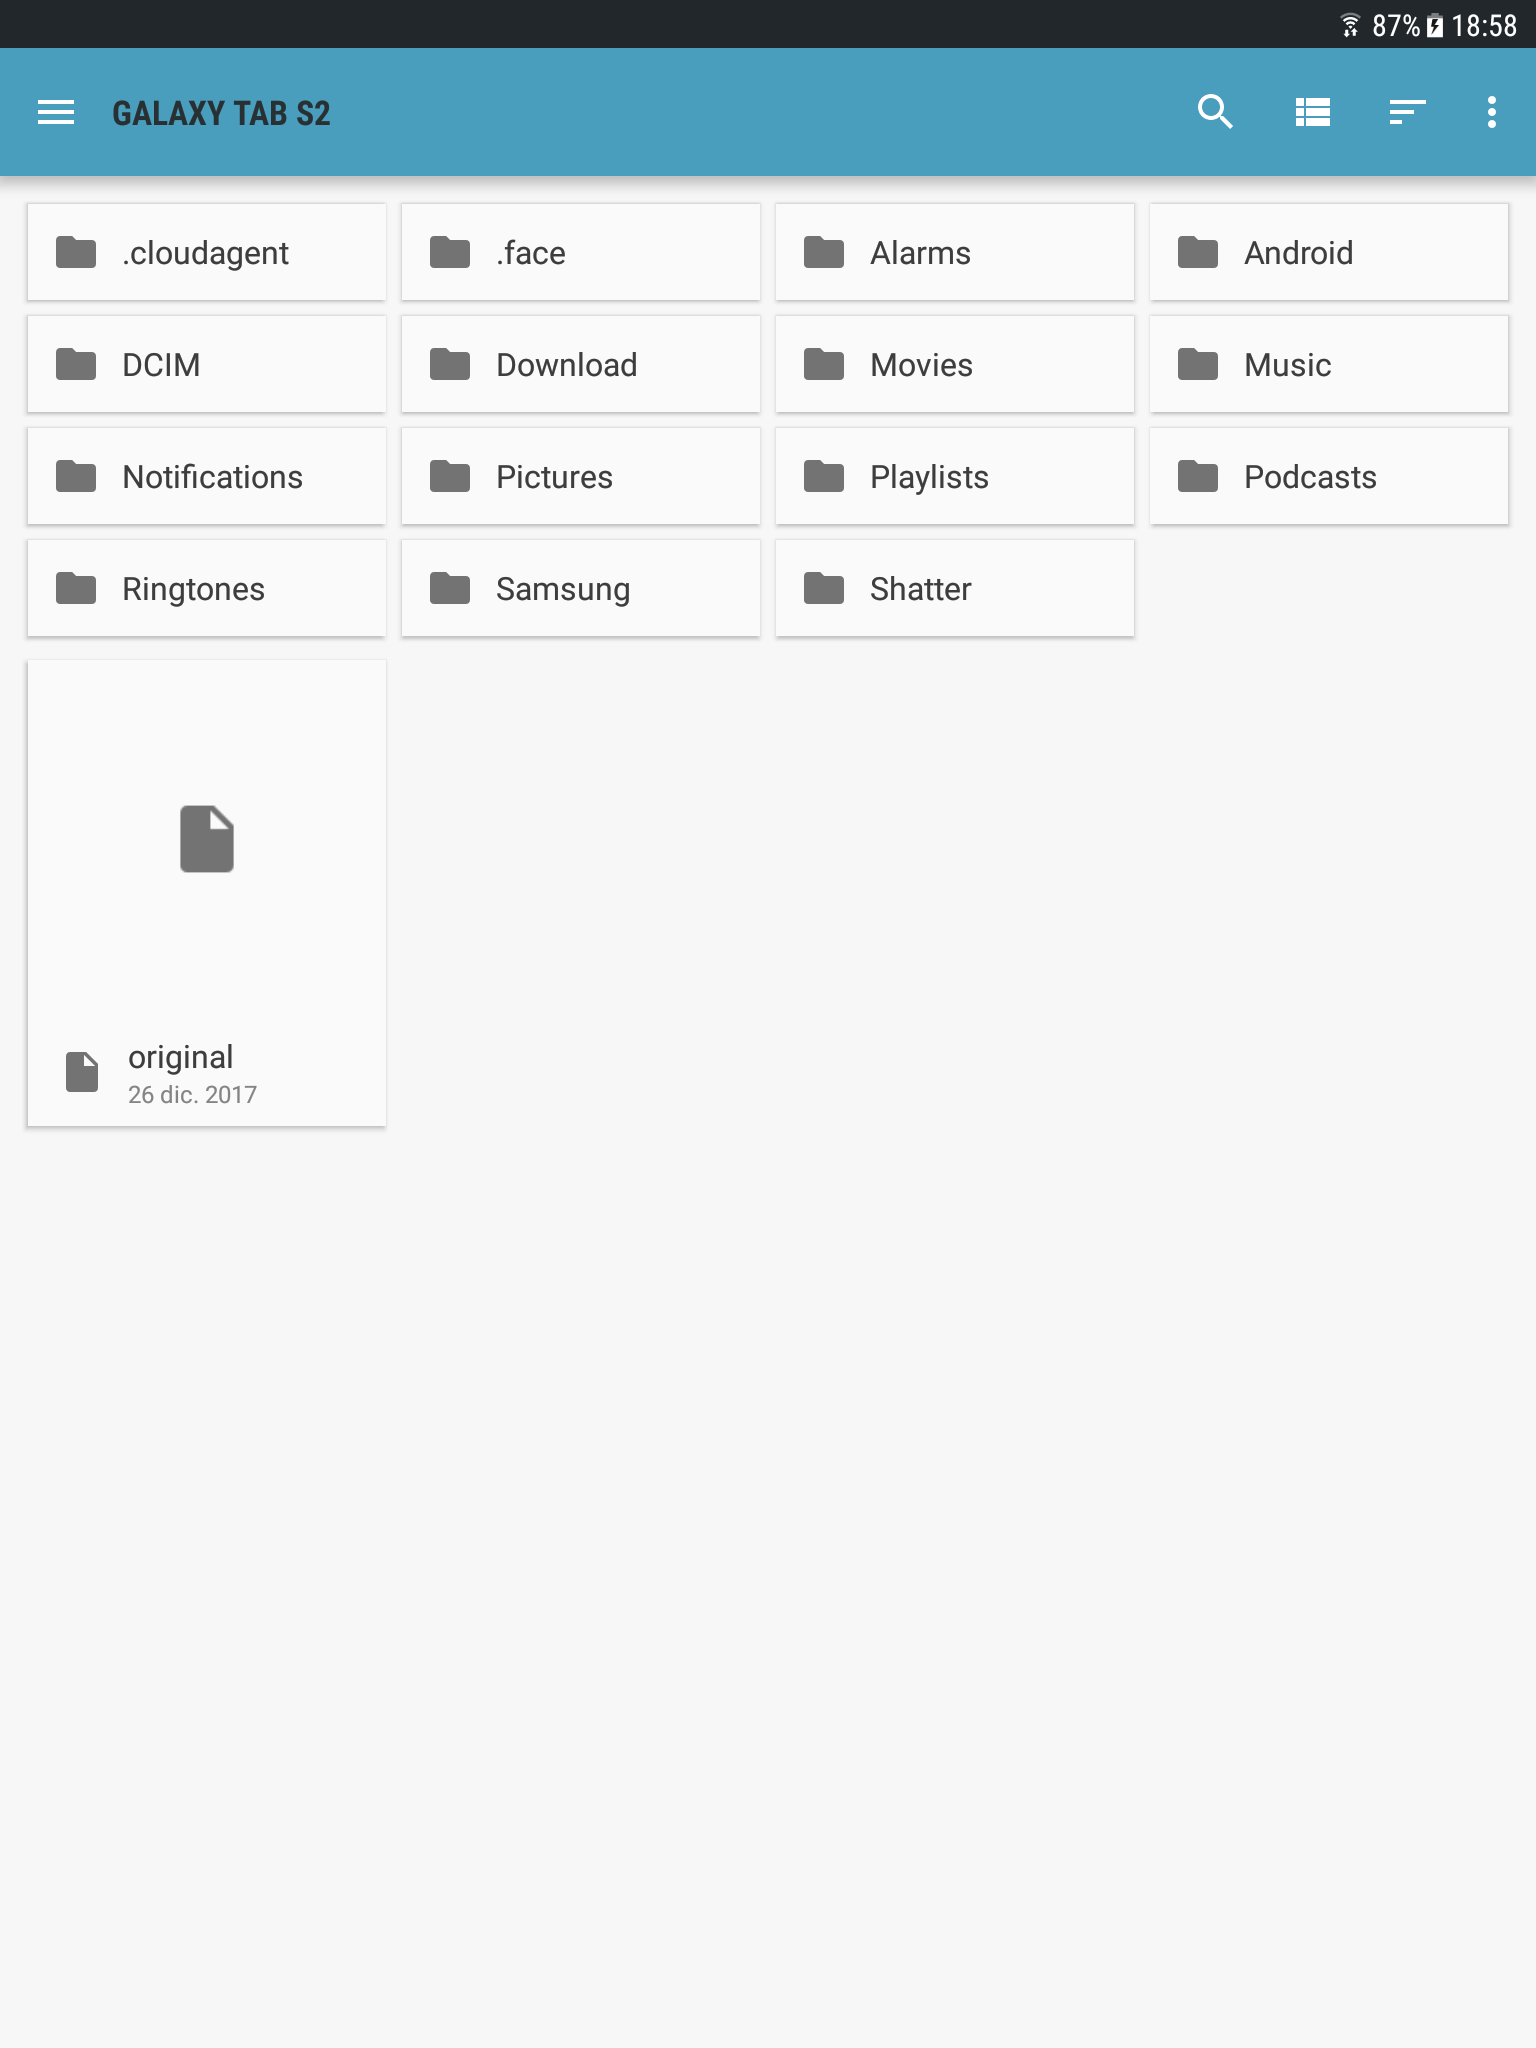 87% 18:58
GALAXY TAB S2
.cloudagent .face Alarms Android
DCIM Download Movies Music
Notifications Pictures Playlists Podcasts
Ringtones Samsung Shatter
original
26 dic. 2017